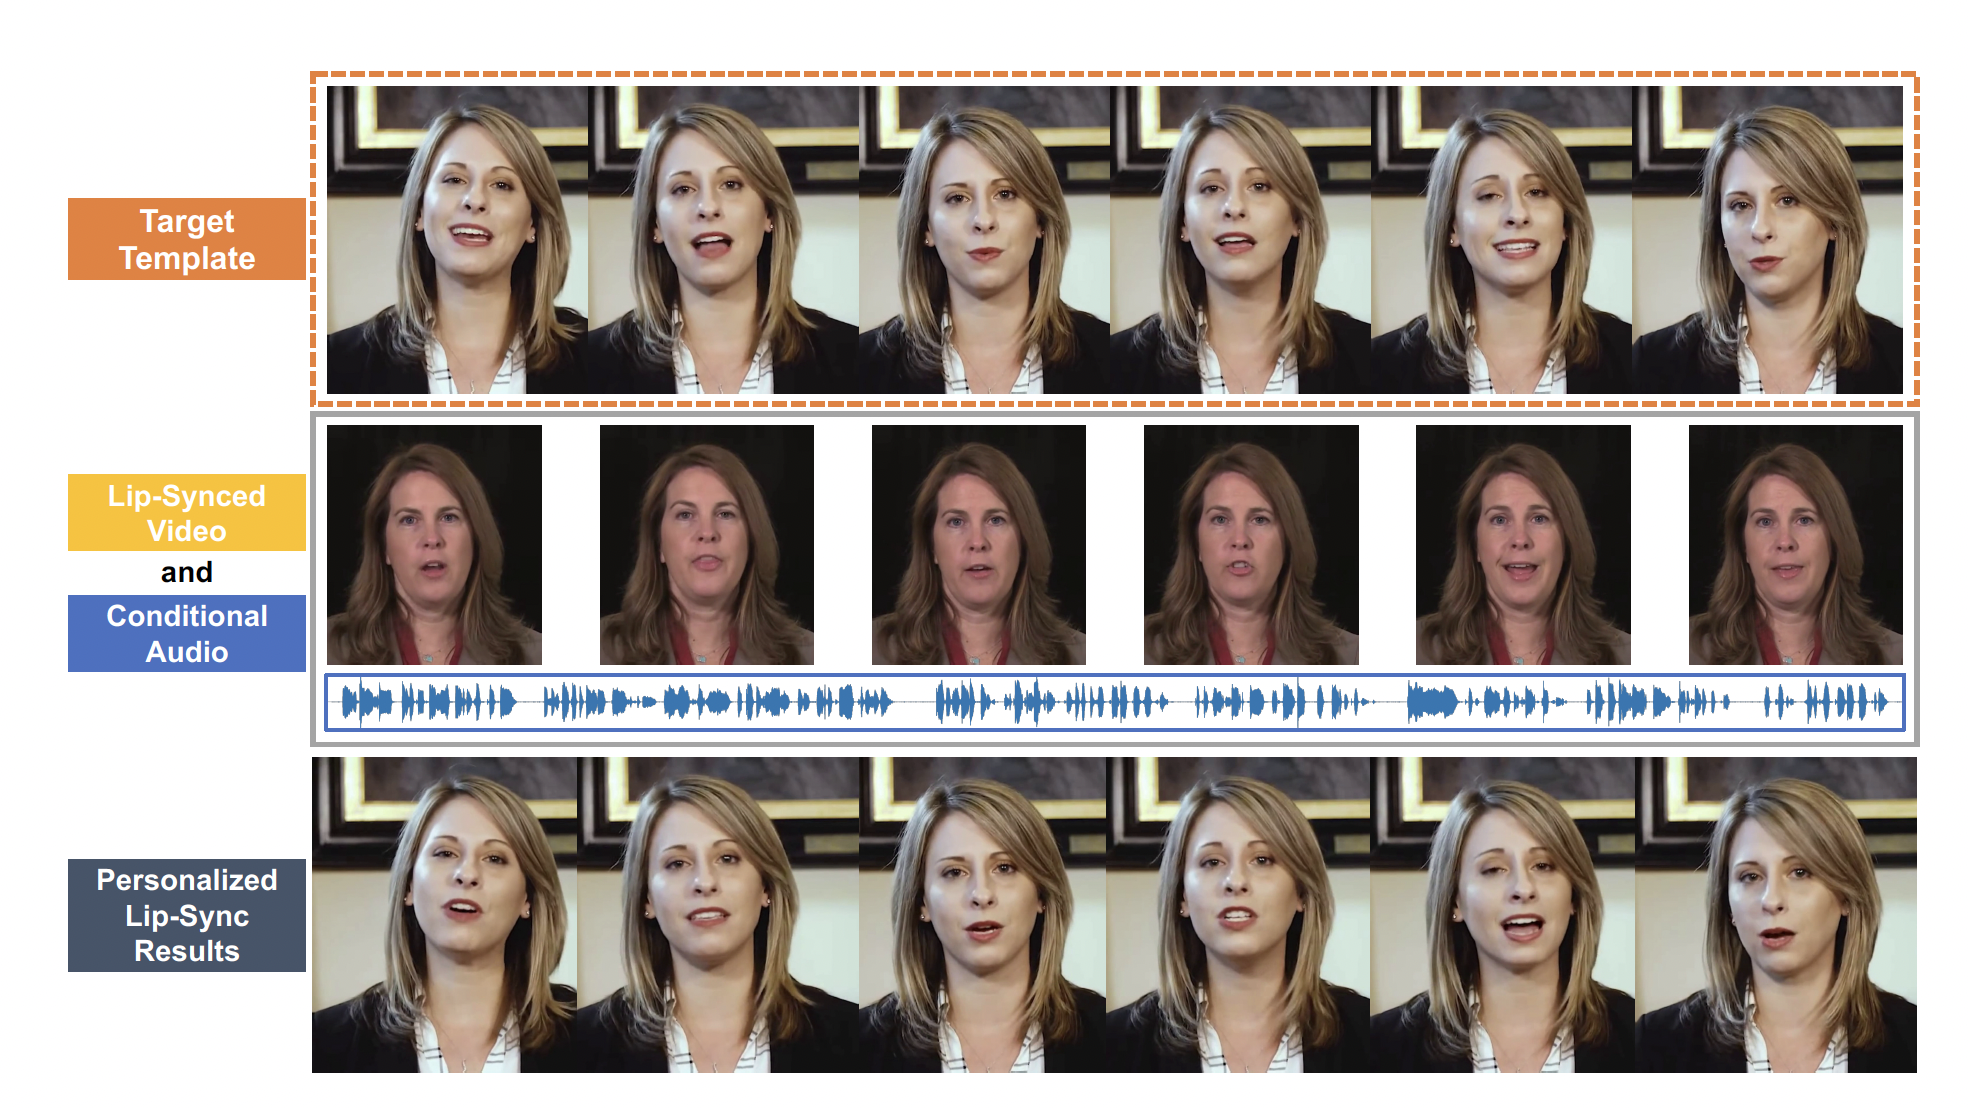 Target
Template
Lip-Synced
Video
and
Conditional
Audio
Personalized
Lip-Sync
Results